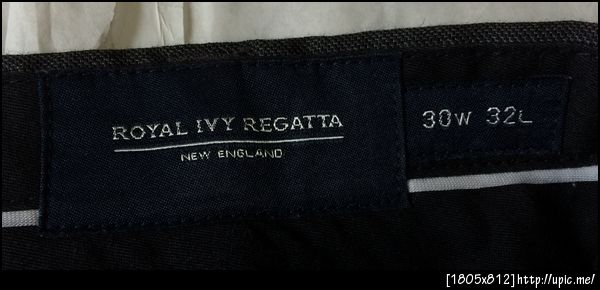 ROYAL IVY REGATTA
NEW ENGLAND
30W 32L
[1805x812]http://upic.me/